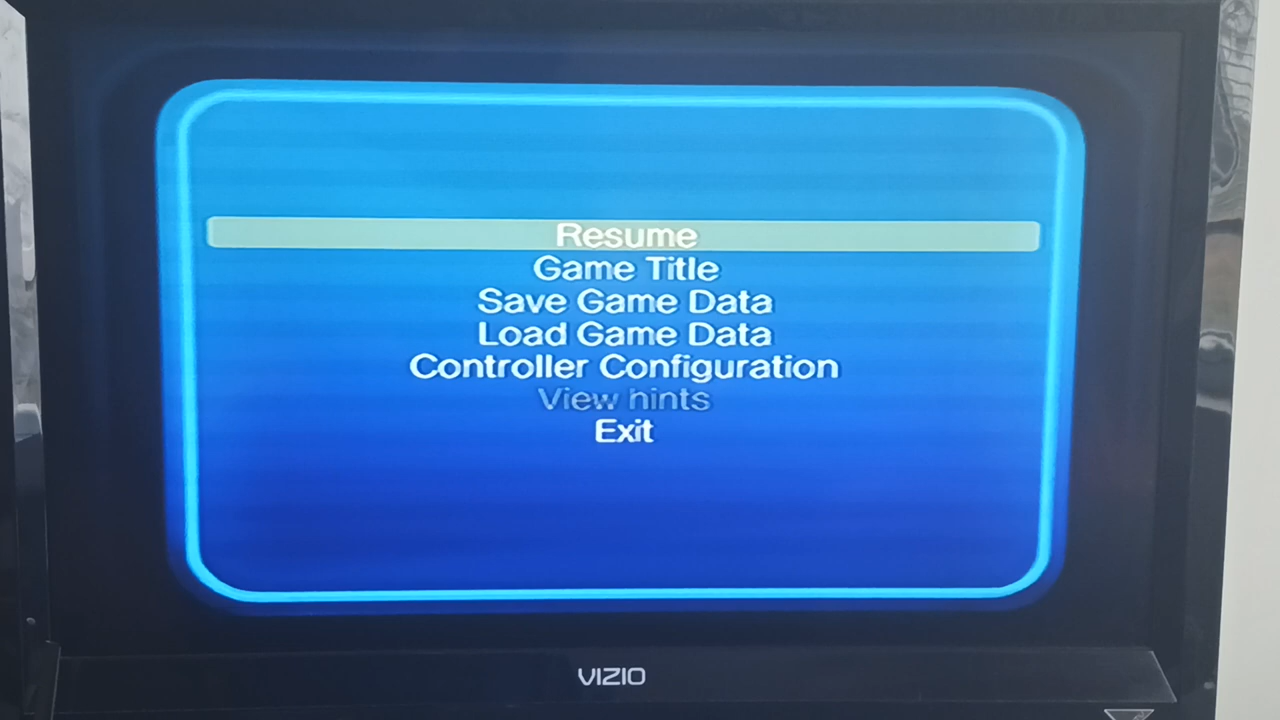 Resume
Game Title
Save Game Data
Load Game Data
Controller Configuration
View hints
Exit
VIZIO